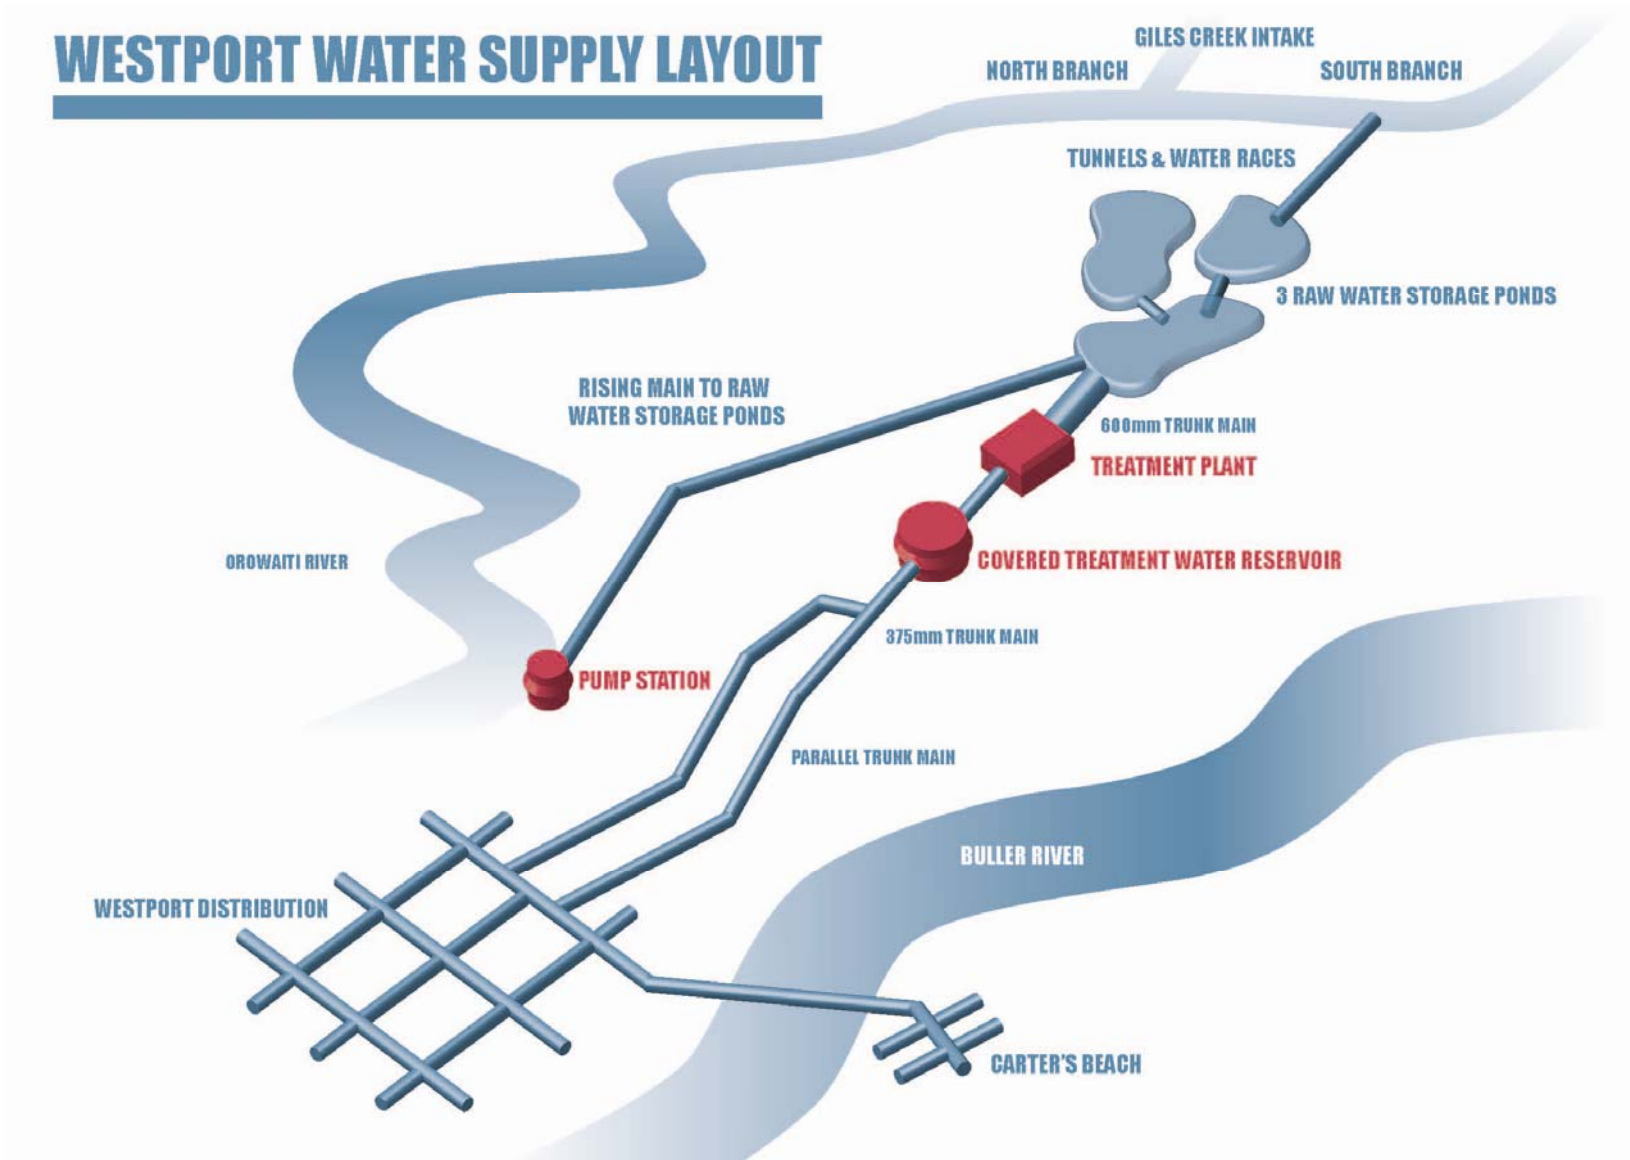 WESTPORT WATER SUPPLY LAYOUT
GILES CREEK INTAKE
NORTH BRANCH
SOUTH BRANCH
TUNNELS & WATER RACES
3 RAW WATER STORAGE PONDS
RISING MAIN TO RAW
WATER STORAGE PONDS
600mm TRUNK MAIN
TREATMENT PLANT
OROWAITI RIVER
COVERED TREATMENT WATER RESERVOIR
375mm TRUNK MAIN
PUMP STATION
PARALLEL TRUNK MAIN
BULLER RIVER
WESTPORT DISTRIBUTION
CARTER'S BEACH